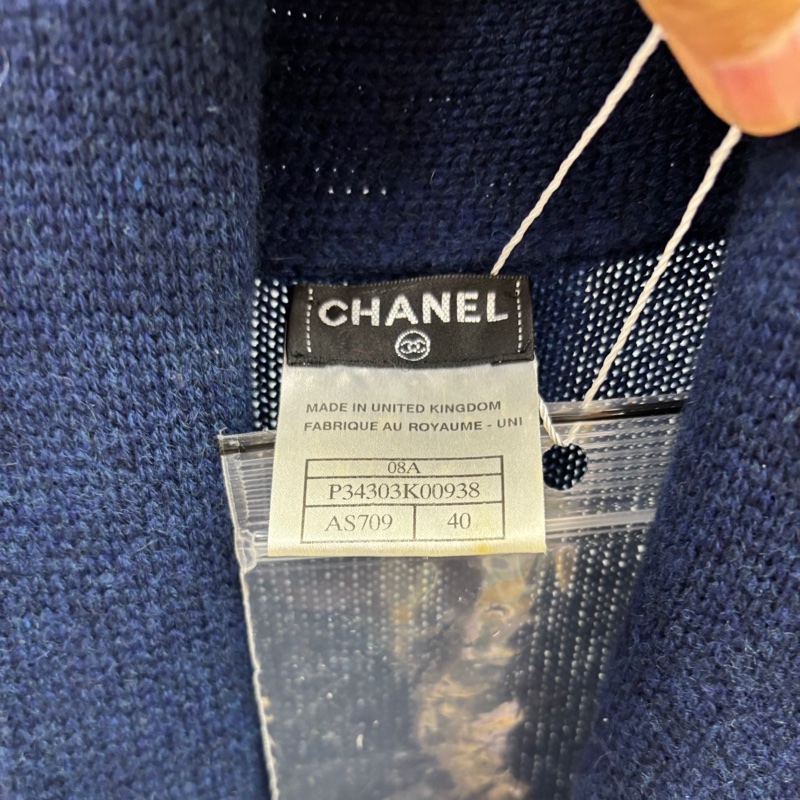 CHANEL
MADE IN UNITED KINGDOM
FABRIQUE AU ROYAUME - UNI
08A
P34303K00938
AS709 40